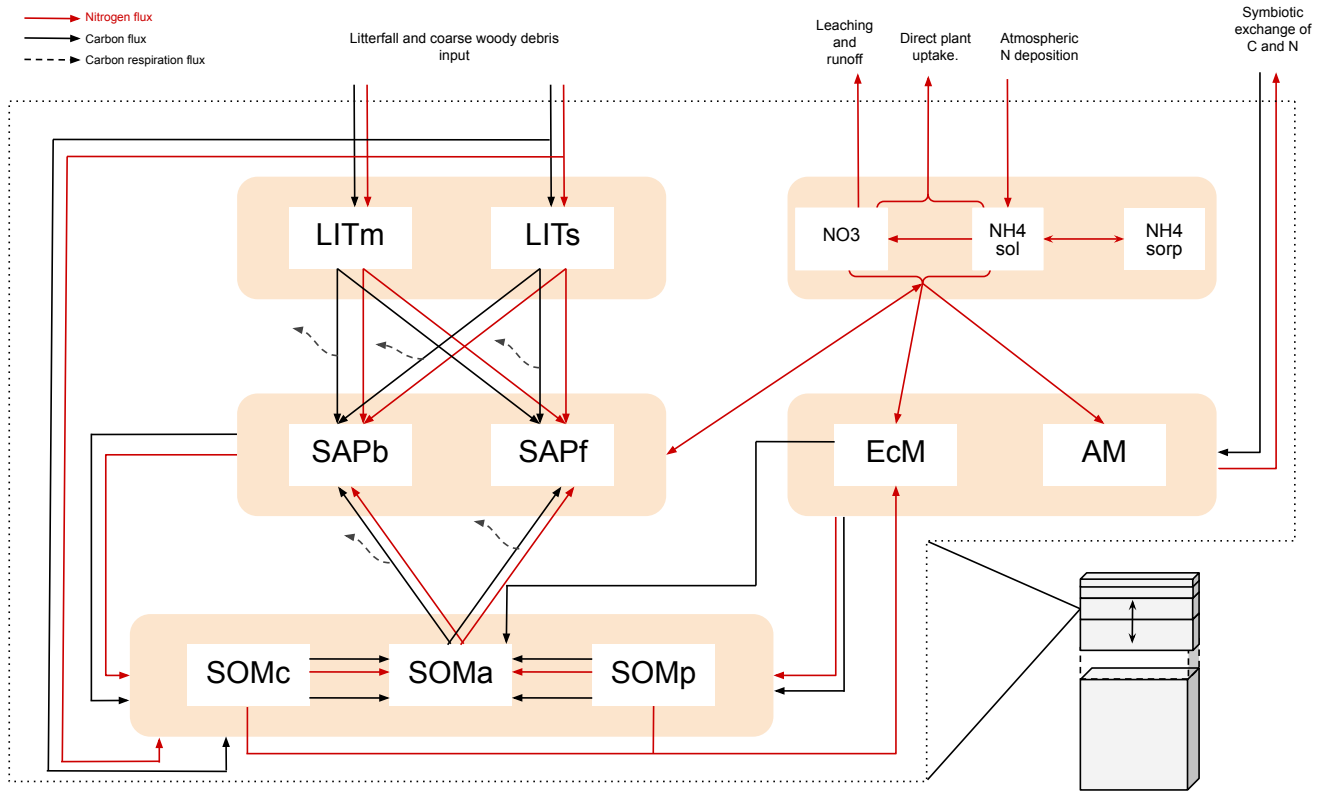 Nitrogen flux
Carbon flux
Carbon respiration flux
Litterfall and coarse woody debris
input
Leaching
and
runoff
Direct plant
uptake.
Atmospheric
N deposition
Symbiotic
exchange of
C and N
LITm
LITs
NO3
NH4
sol
NH4
sorp
SAPb
SAPf
EcM
AM
SOMc
SOMa
SOMp